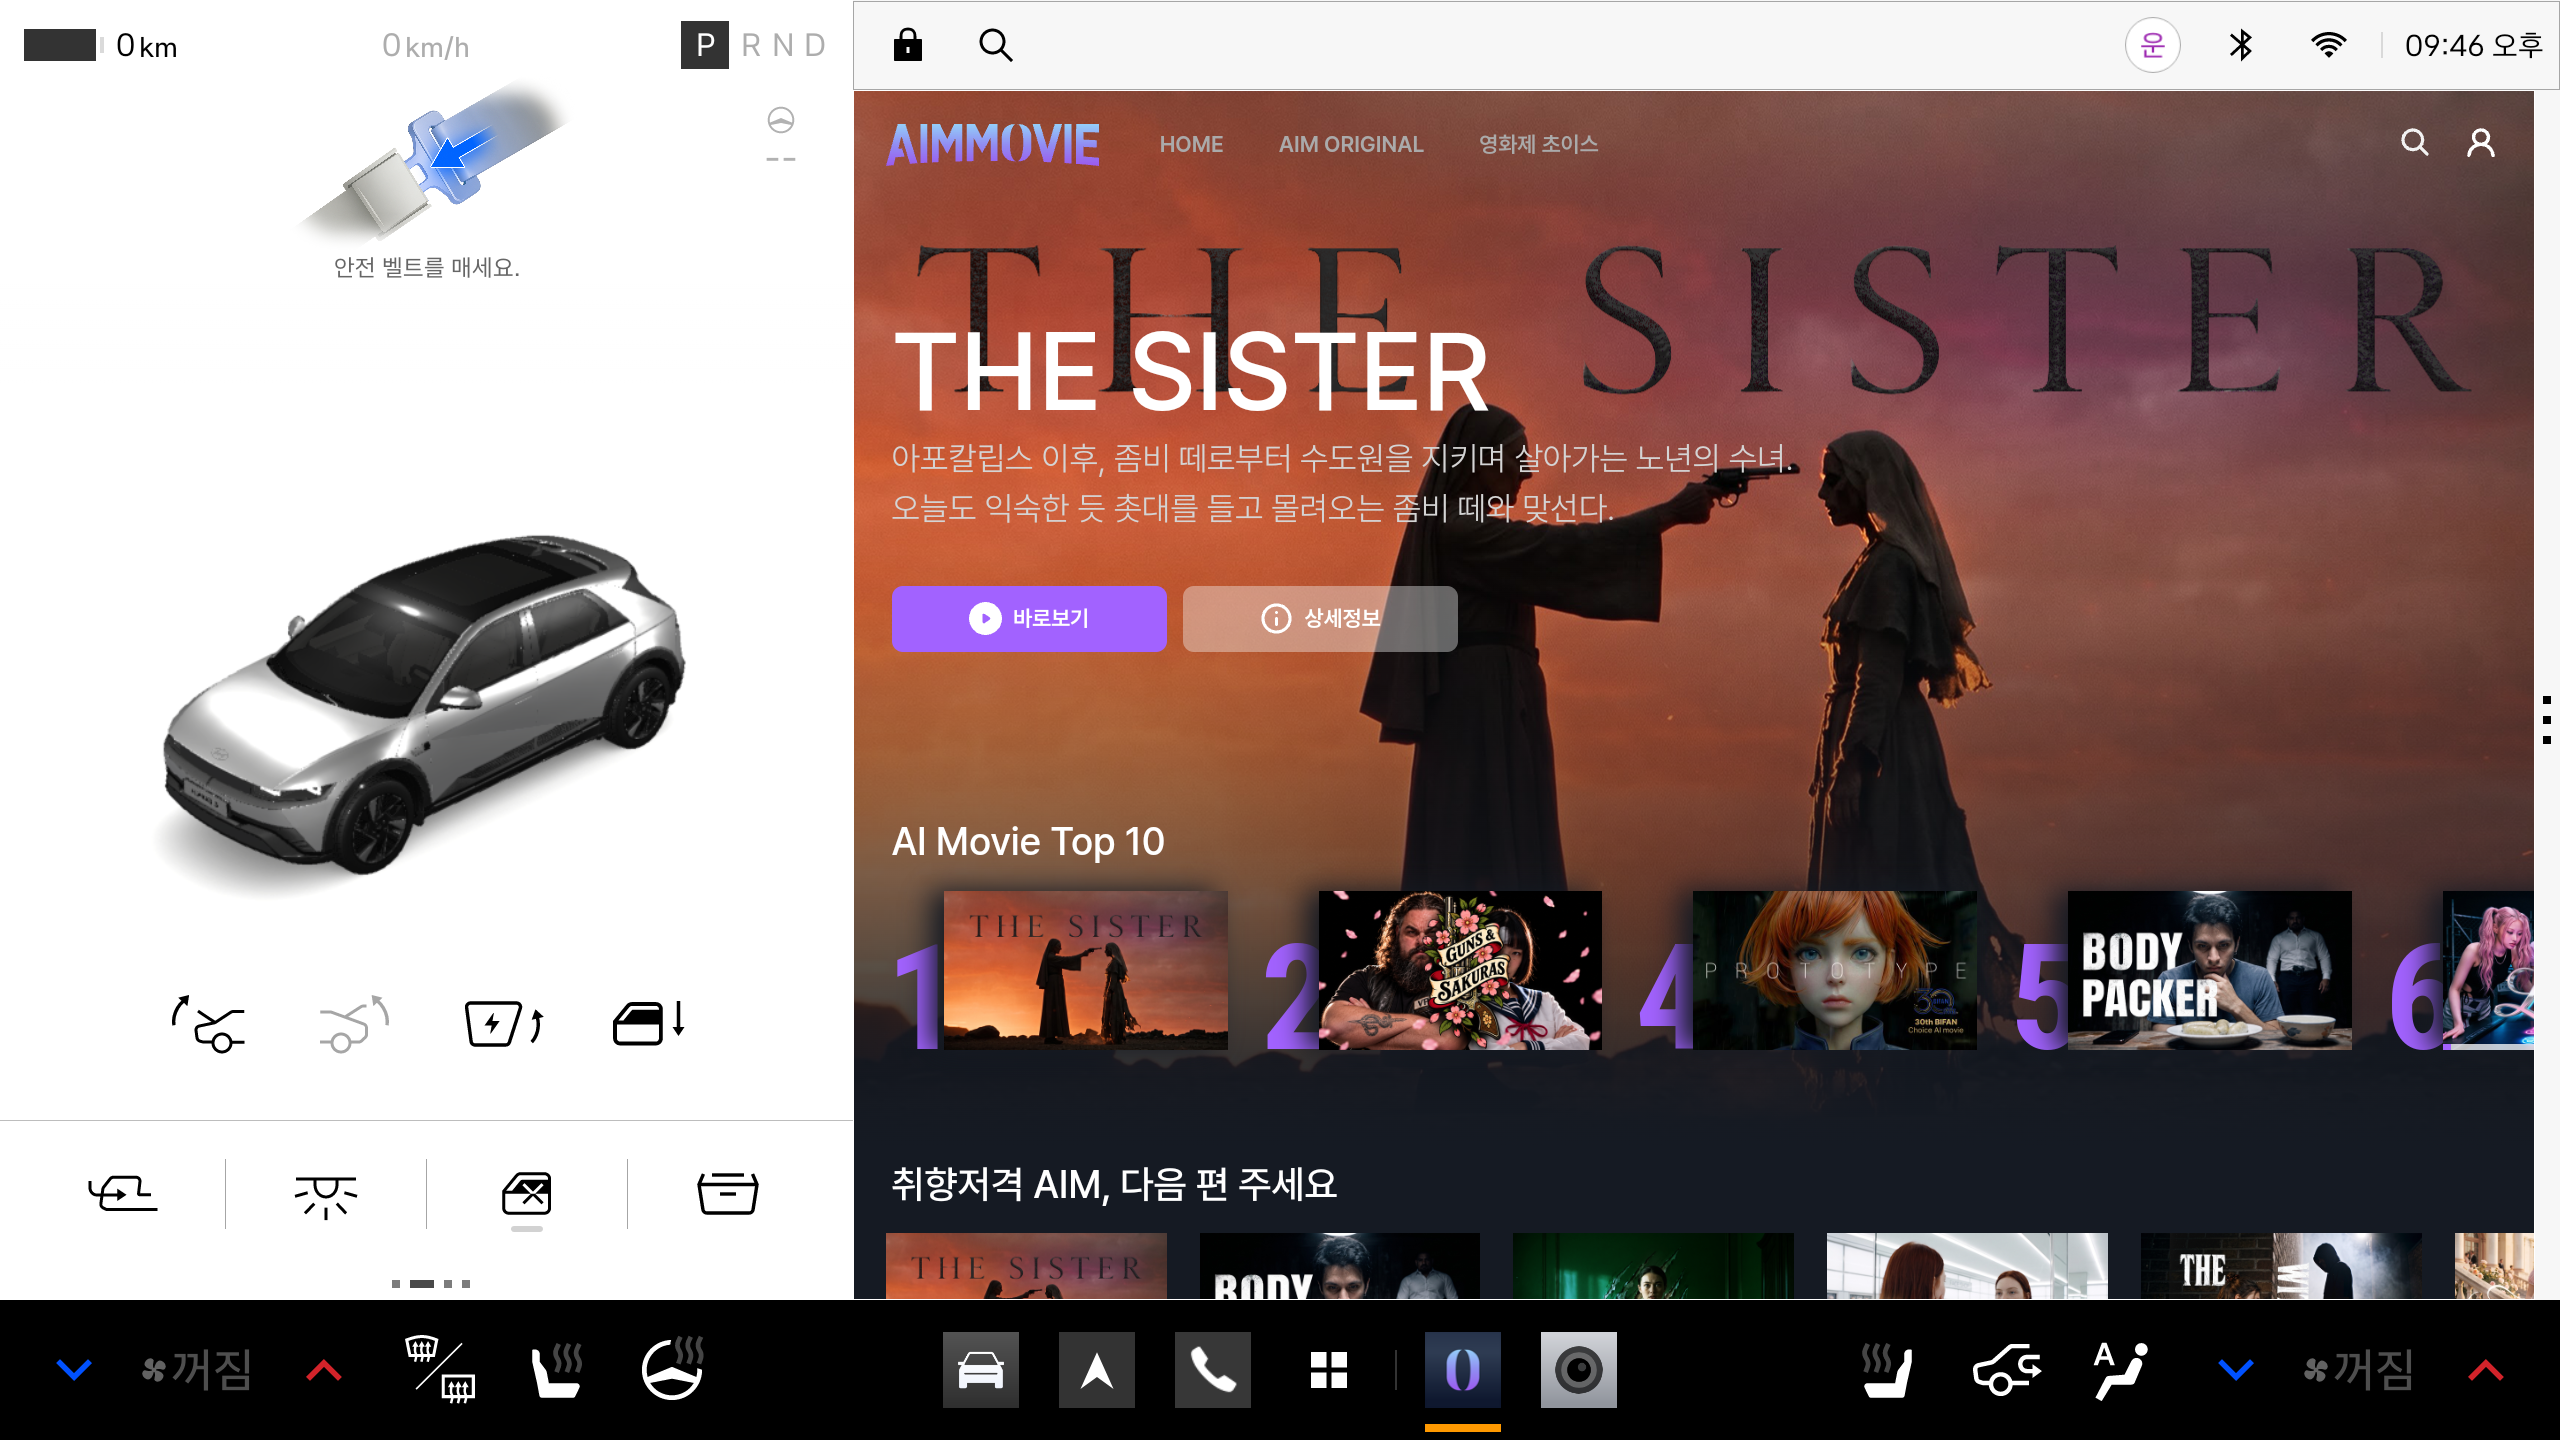 0 km
0 km/h
P R N D
안전 벨트를 매세요.
운
09:46 오후
AIMMOVIE
HOME
AIM ORIGINAL
영화제 초이스
THE SISTER
THE SISTER
아포칼립스 이후, 좀비 떼로부터 수도원을 지키며 살아가는 노년의 수녀.
오늘도 익숙한 듯 촛대를 들고 몰려오는 좀비 떼와 맞선다.
바로보기
상세정보
AI Movie Top 10
1
THE SISTER
2
GUNS &
SAKURAS
4
PROTOTYPE
30th BIFAN
Choice AI movie
5
BODY
PACKER
6
취향저격 AIM, 다음 편 주세요
THE SISTER
BODY
THE
꺼짐
A
꺼짐